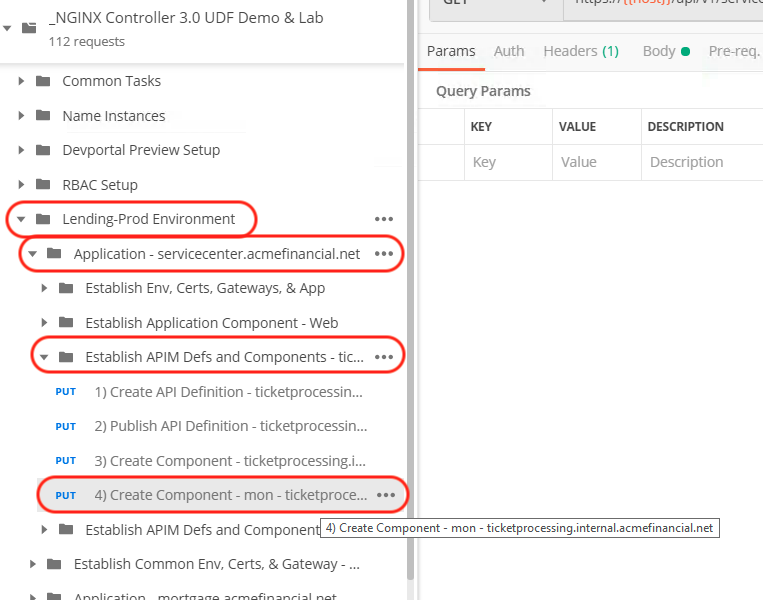 _NGINX Controller 3.0 UDF Demo & Lab
112 requests
Common Tasks
Name Instances
Devportal Preview Setup
RBAC Setup
Lending-Prod Environment
Application - servicecenter.acmefinancial.net
Establish Env, Certs, Gateways, & App
Establish Application Component - Web
Establish APIM Defs and Components - tic...
PUT 1) Create API Definition - ticketprocessin...
PUT 2) Publish API Definition - ticketprocessin...
PUT 3) Create Component - ticketprocessing.i...
PUT 4) Create Component - mon - ticketproce...
Establish APIM Defs and Component
4) Create Component - mon - ticketprocessing.internal.acmefinancial.net
Establish Common Env, Certs, & Gateway - ...
Application - mortgage.acmefinancial.net
GET https://{{host}}/api/v1/servic
Params Auth Headers (1) Body Pre-req.
Query Params
KEY VALUE DESCRIPTION
Key Value Description